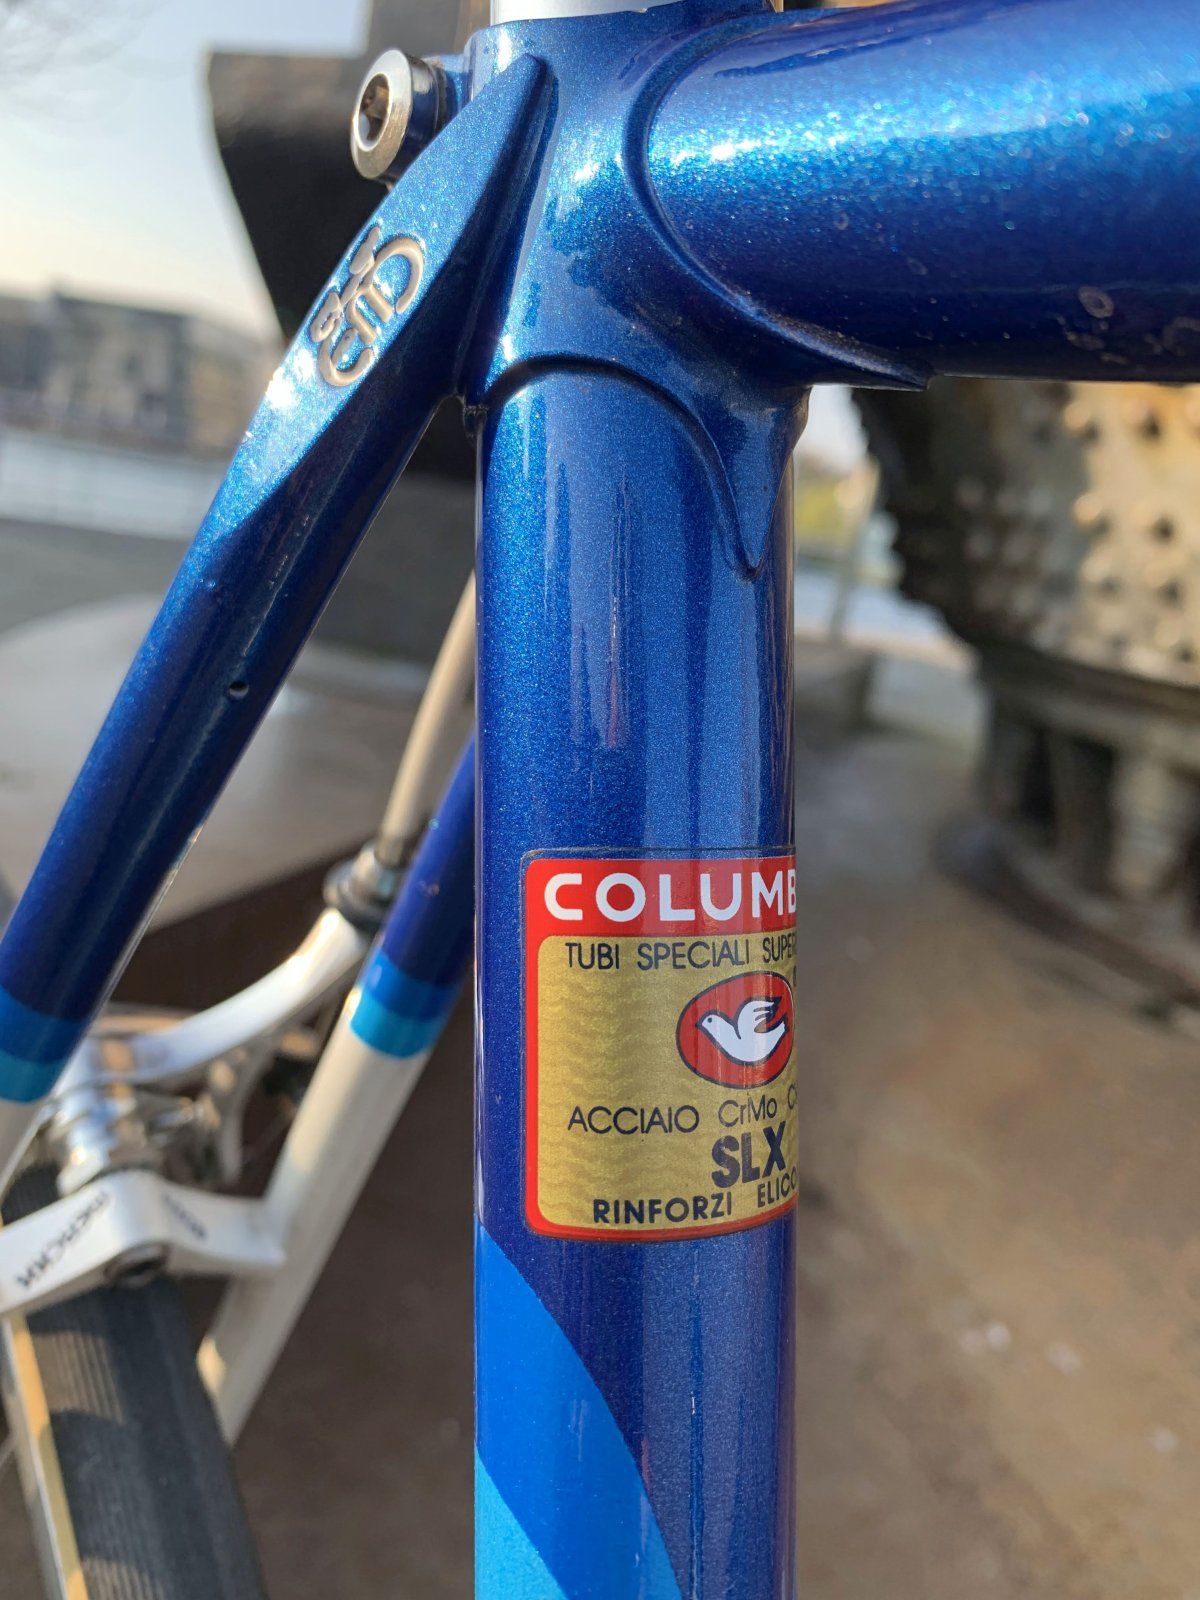 COLUMB
TUBI SPECIALI SUPER
ACCIAIO CrMo C
SLX
RINFORZI ELICO